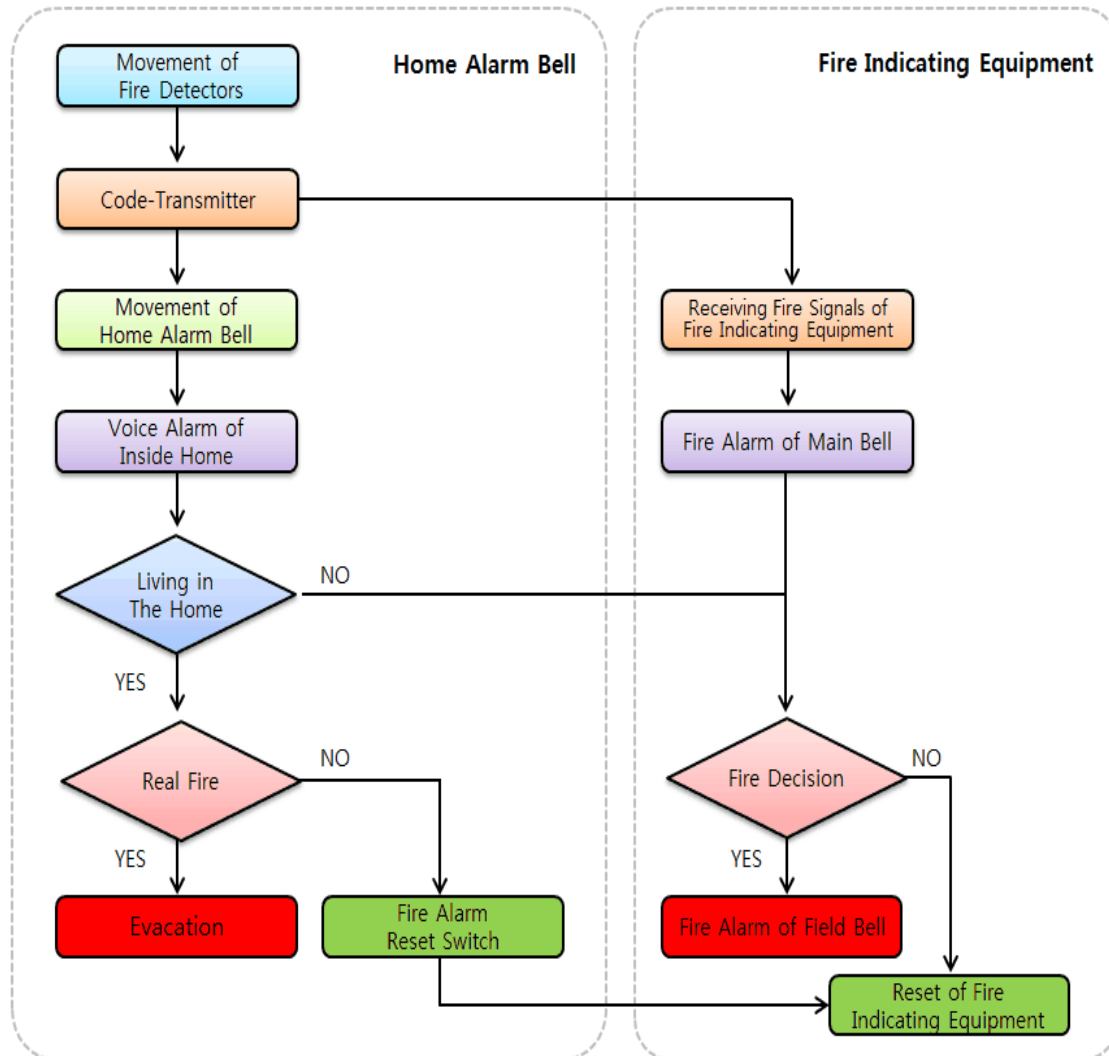 Home Alarm Bell
Movement of
Fire Detectors
Code-Transmitter
Movement of
Home Alarm Bell
Voice Alarm of
Inside Home
Living in
The Home
NO
YES
Real Fire
NO
YES
Evacation
Fire Alarm
Reset Switch
Fire Indicating Equipment
Receiving Fire Signals of
Fire Indicating Equipment
Fire Alarm of Main Bell
Fire Decision
NO
YES
Fire Alarm of Field Bell
Reset of Fire
Indicating Equipment